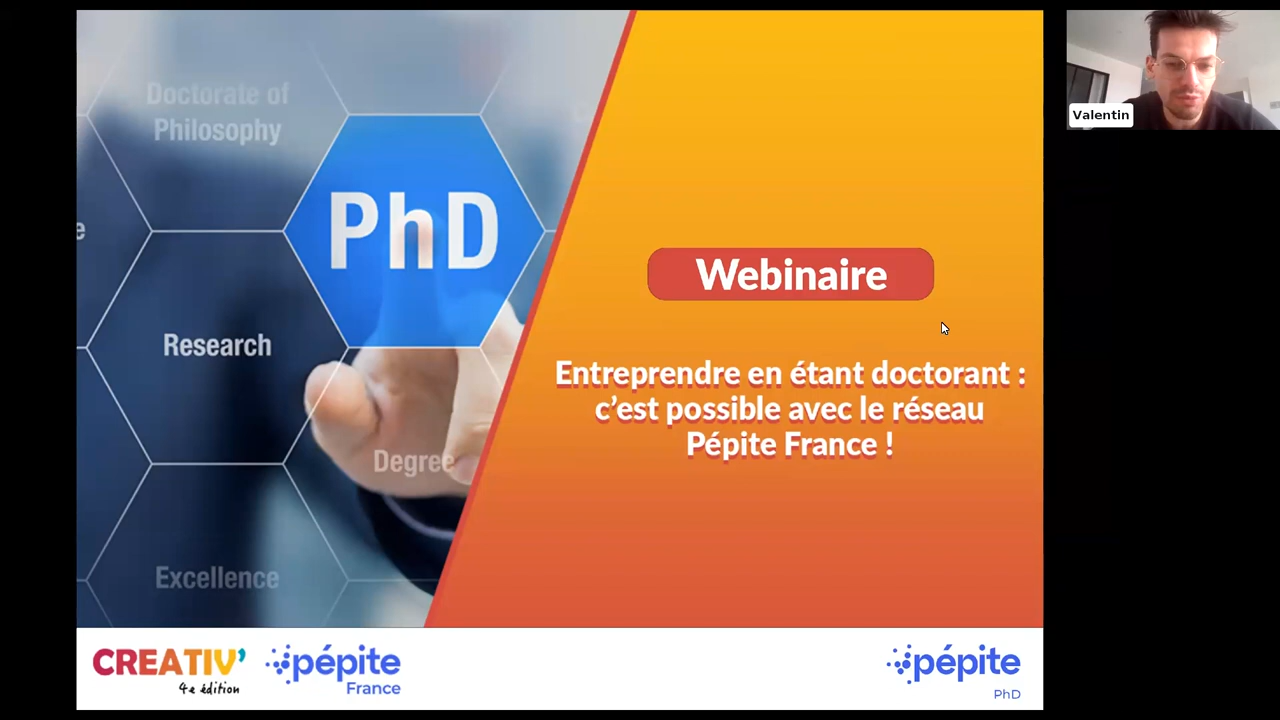 Doctorate of
Philosophy
PhD
e
Research
Degree
Excellence
Webinaire
Entreprendre en étant doctorant :
c’est possible avec le réseau
Pépite France !
CREATIV’
4e édition
pépite
France
pépite
PhD
Valentin